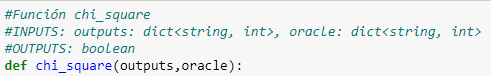 #Función chi_square
#INPUTS: outputs: dict<string, int>, oracle: dict<string, int>
#OUTPUTS: boolean
def chi_square(outputs,oracle):